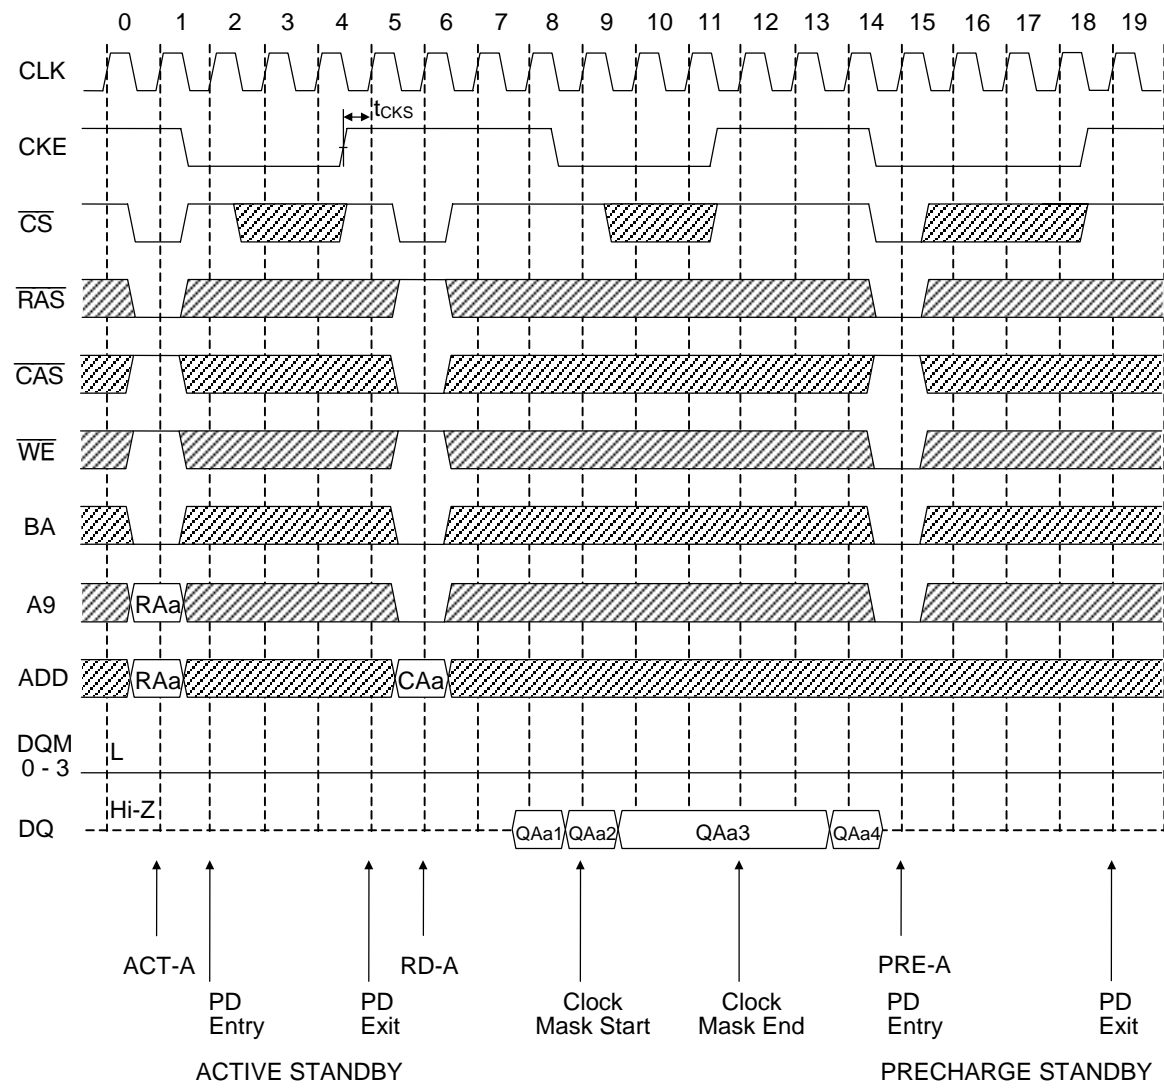 0 1 2 3 4 5 6 7 8 9 10 11 12 13 14 15 16 17 18 19
CLK
tCKS
CKE
CS
RAS
CAS
WE
BA
A9 RAa
ADD RAa CAa
DQM
0 - 3
L
Hi-Z
DQ QAa1 QAa2 QAa3 QAa4
ACT-A RD-A PRE-A
PD
Entry
PD
Exit
Clock
Mask Start
Clock
Mask End
PD
Entry
PD
Exit
ACTIVE STANDBY PRECHARGE STANDBY